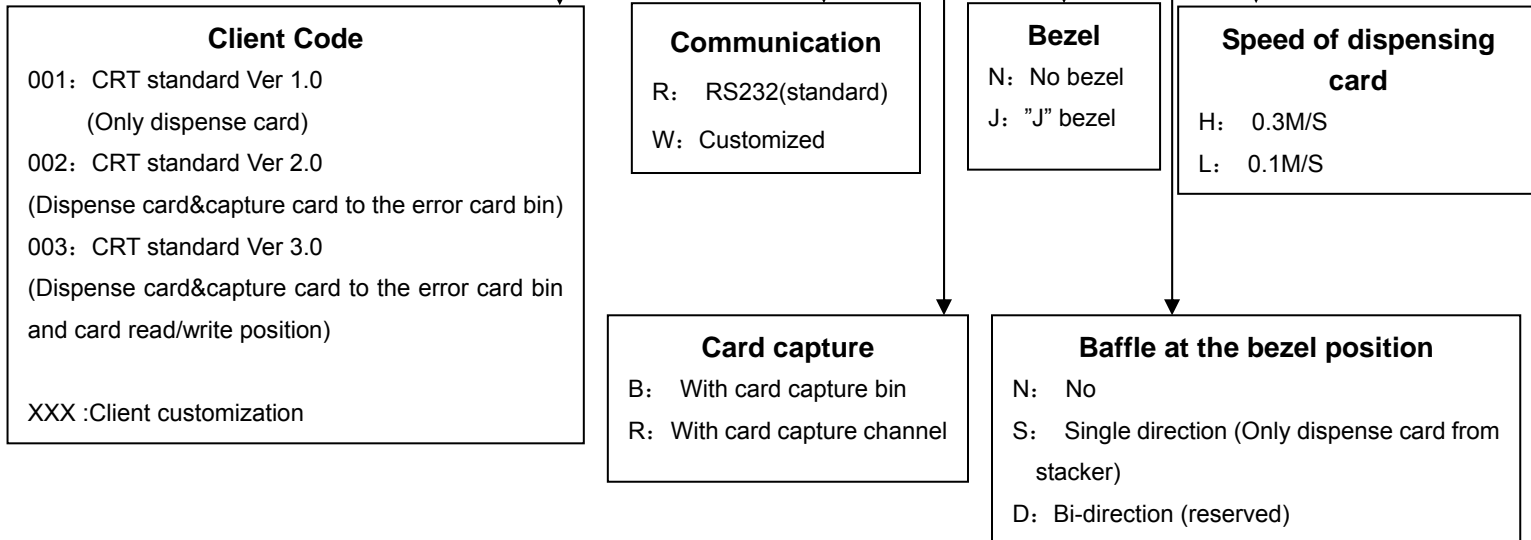 Client Code
001：CRT standard Ver 1.0
(Only dispense card)
002：CRT standard Ver 2.0
(Dispense card&capture card to the error card bin)
003：CRT standard Ver 3.0
(Dispense card&capture card to the error card bin
and card read/write position)
XXX :Client customization
Communication
R： RS232(standard)
W：Customized
Bezel
N：No bezel
J：”J” bezel
Speed of dispensing
card
H： 0.3M/S
L： 0.1M/S
Card capture
B： With card capture bin
R：With card capture channel
Baffle at the bezel position
N： No
S： Single direction (Only dispense card from
stacker)
D：Bi-direction (reserved)